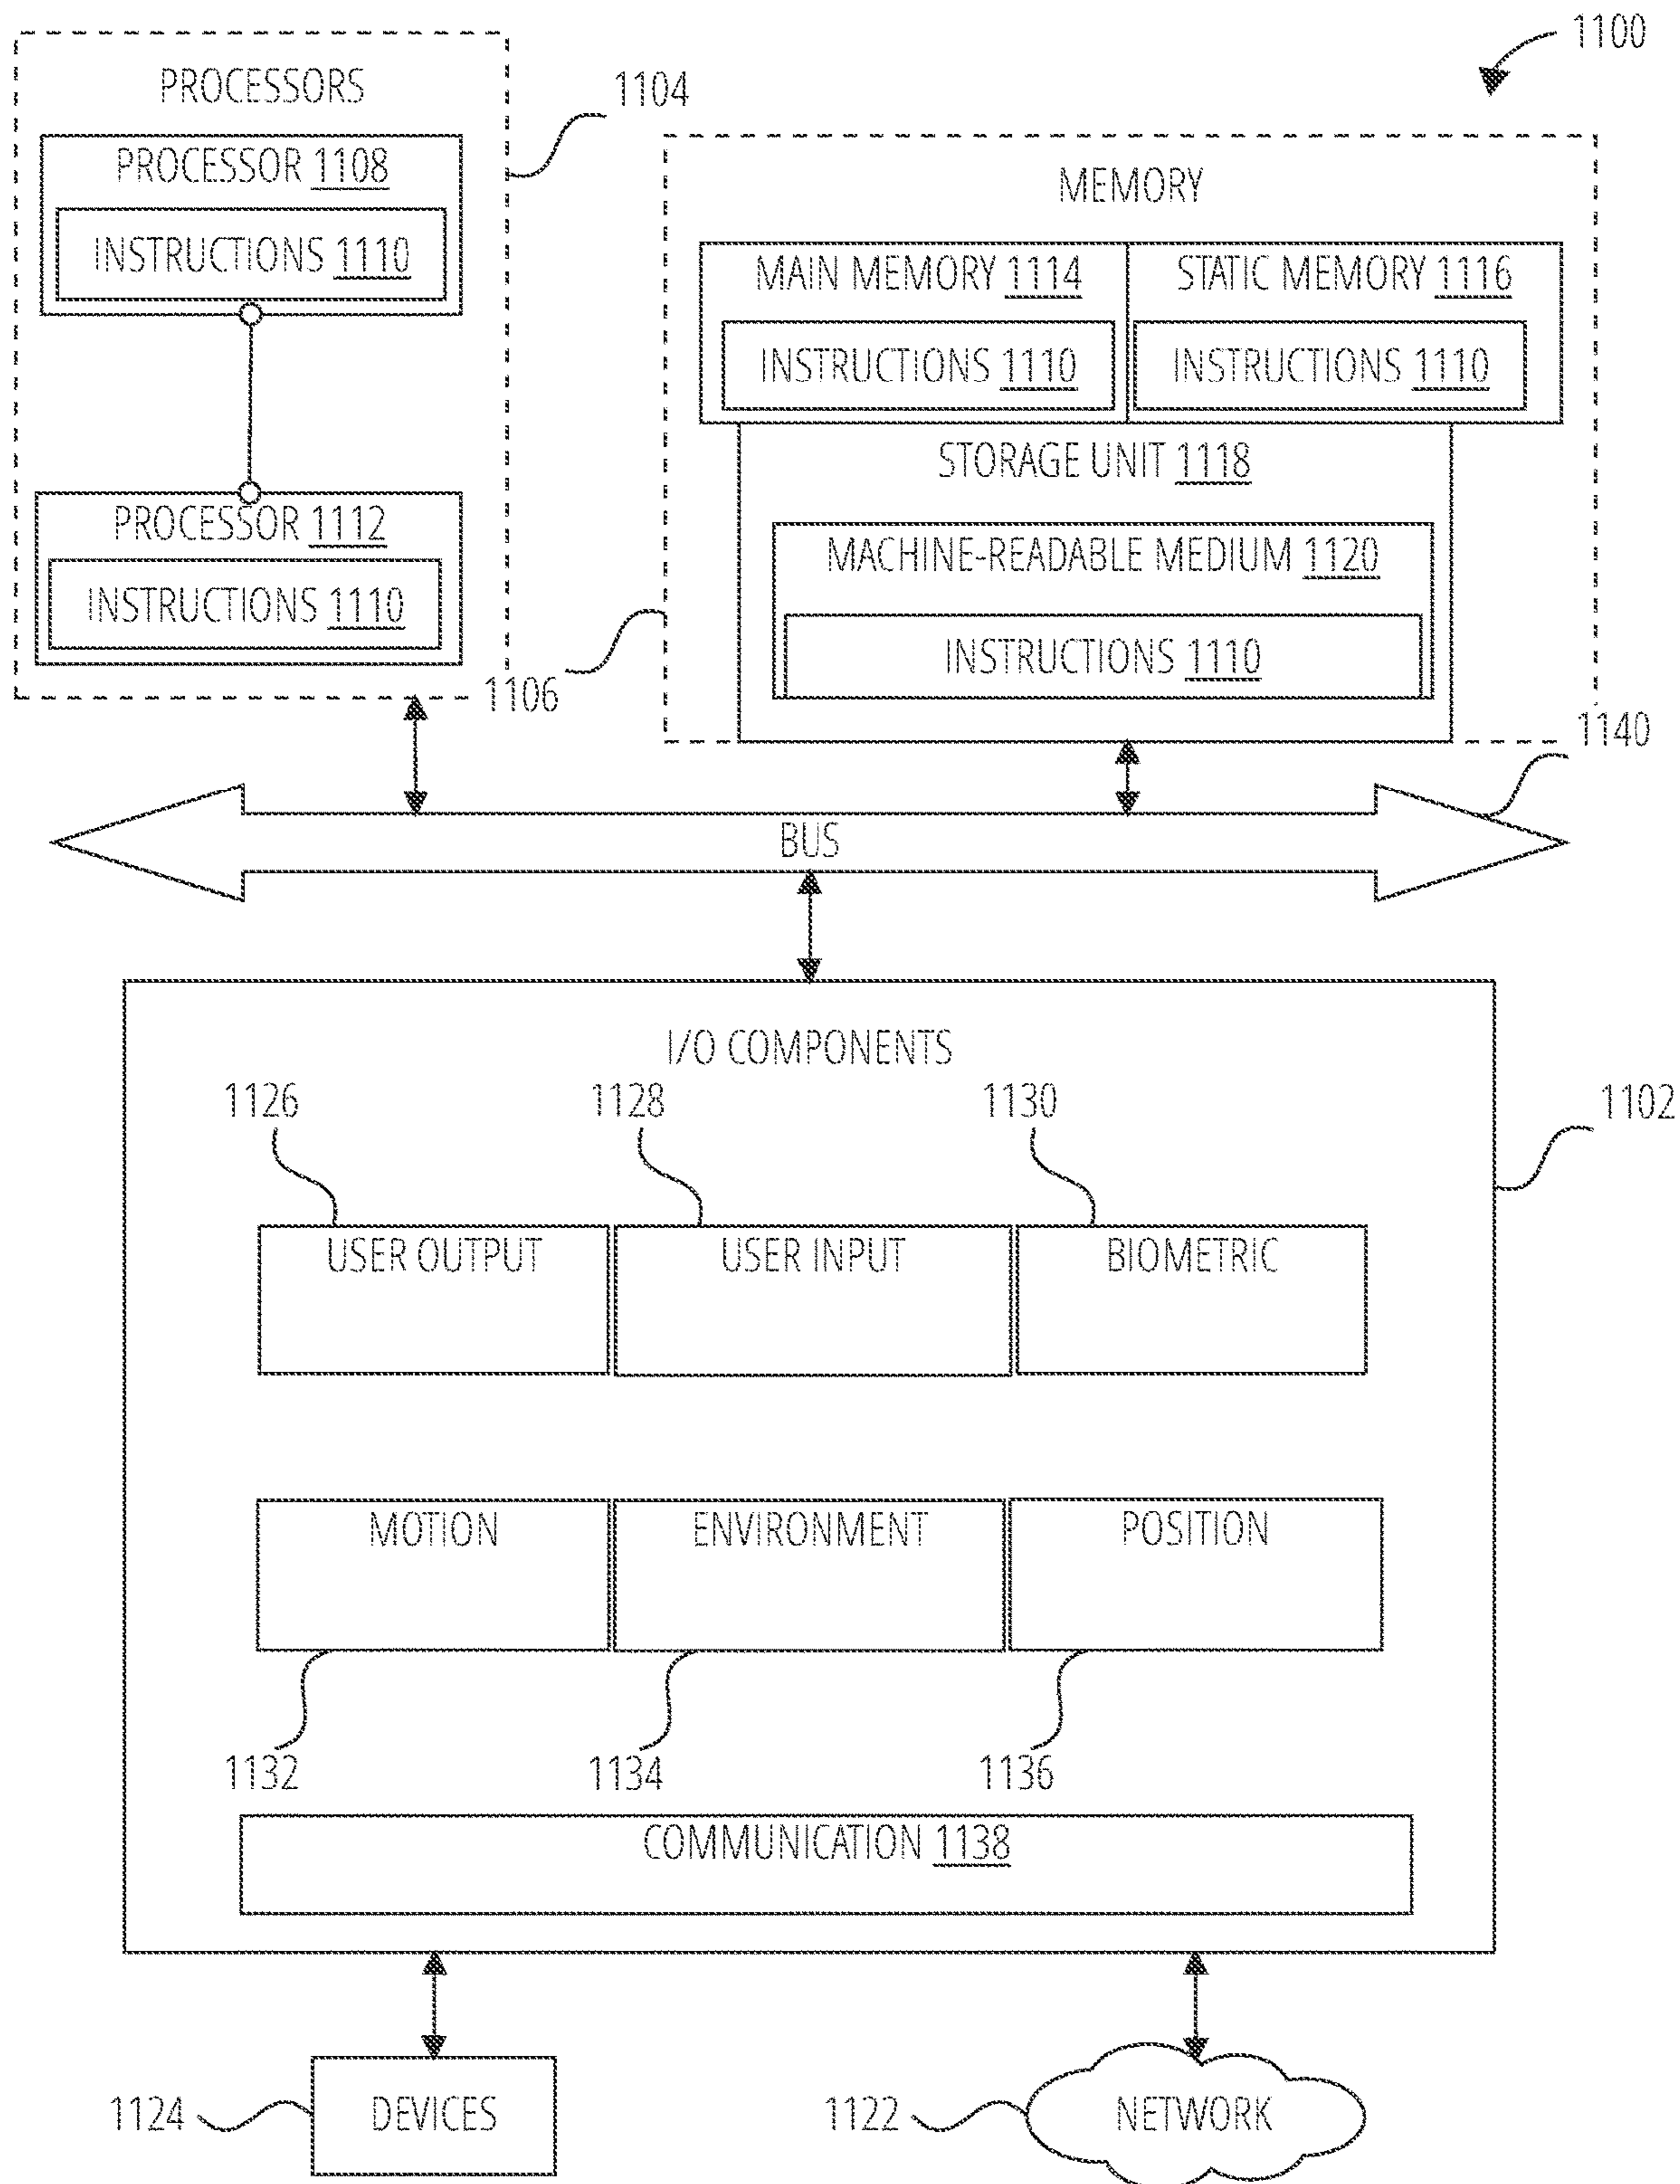 1100
PROCESSORS
1104
PROCESSOR 1108
INSTRUCTIONS 1110
PROCESSOR 1112
INSTRUCTIONS 1110
MEMORY
MAIN MEMORY 1114
STATIC MEMORY 1116
INSTRUCTIONS 1110
INSTRUCTIONS 1110
STORAGE UNIT 1118
MACHINE-READABLE MEDIUM 1120
INSTRUCTIONS 1110
1106
1140
BUS
I/O COMPONENTS
1126
1128
1130
1102
USER OUTPUT
USER INPUT
BIOMETRIC
MOTION
ENVIRONMENT
POSITION
1132
1134
1136
COMMUNICATION 1138
1124
DEVICES
1122
NETWORK